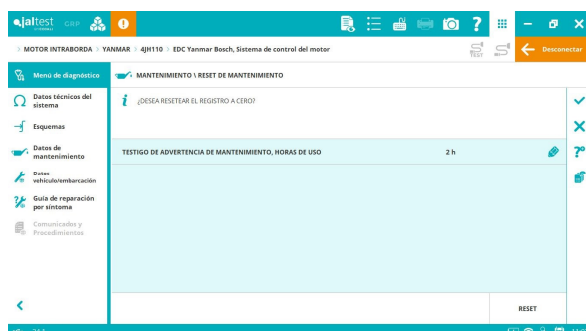 jaltest GRP
MOTOR INTRABORDA > YANMAR > 4JH110 > EDC Yanmar Bosch, Sistema de control del motor
TEST
Desconectar
Menú de diagnóstico
MANTENIMIENTO \ RESET DE MANTENIMIENTO
Datos técnicos del
sistema
¿DESEA RESETEAR EL REGISTRO A CERO?
Esquemas
Datos de
mantenimiento
TESTIGO DE ADVERTENCIA DE MANTENIMIENTO, HORAS DE USO 2 h
Datos
vehículo/embarcación
Guía de reparación
por síntoma
Comunicados y
Procedimientos
RESET